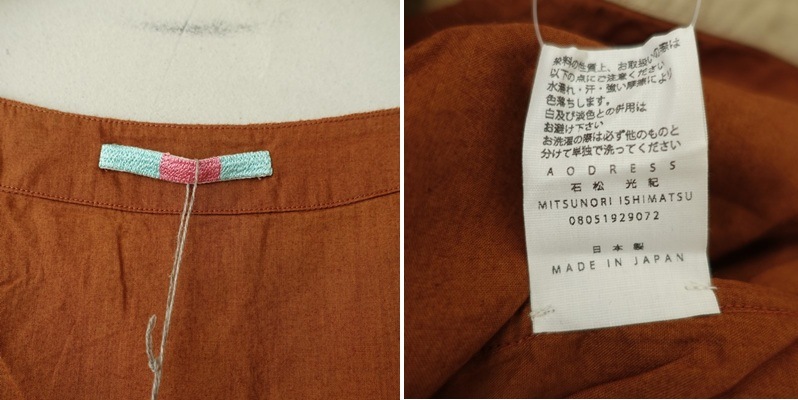 染料の性質上、お取扱いの際は
以下の点にご注意ください
水濡れ・汗・強い摩擦により
色落ちします。
白及び淡色との併用は
お避け下さい
お洗濯の際は必ず他のものと
分けて単独で洗ってください
AODRESS
石松 光紀
MITSUNORI ISHIMATSU
08051929072
日本製
MADE IN JAPAN